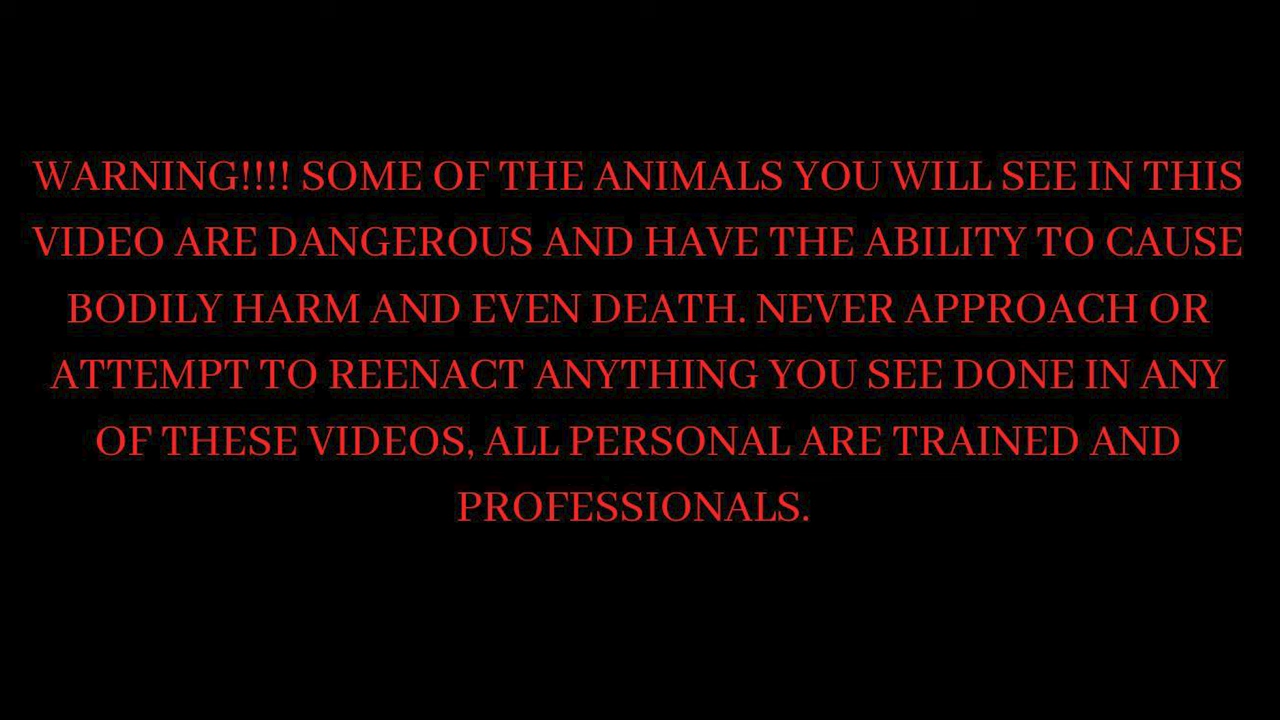 WARNING!!!! SOME OF THE ANIMALS YOU WILL SEE IN THIS
VIDEO ARE DANGEROUS AND HAVE THE ABILITY TO CAUSE
BODILY HARM AND EVEN DEATH. NEVER APPROACH OR
ATTEMPT TO REENACT ANYTHING YOU SEE DONE IN ANY
OF THESE VIDEOS, ALL PERSONAL ARE TRAINED AND
PROFESSIONALS.